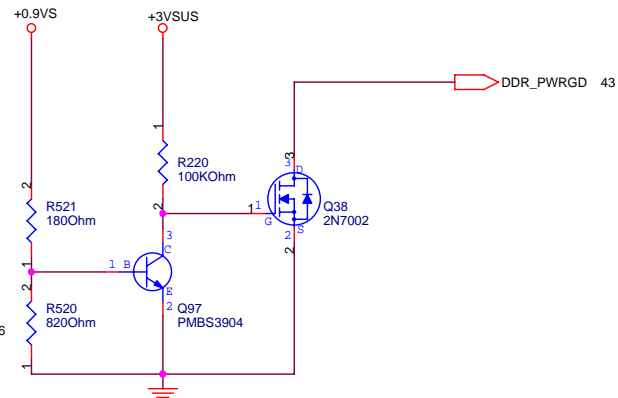 +0.9VS
+3VSUS
DDR_PWRGD 43
1
3
3
D
R220
100KOhm
2
R521
180Ohm
2
1
1
G
S
Q38
2N7002
2
2
3
C
1
2
1 B
E
2
R520
820Ohm
Q97
PMBS3904
6
1